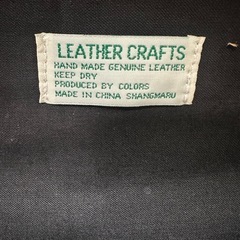 LEATHER CRAFTS
HAND MADE GENUINE LEATHER
KEEP DRY
PRODUCED BY COLORS
MADE IN CHINA SHANGMARU